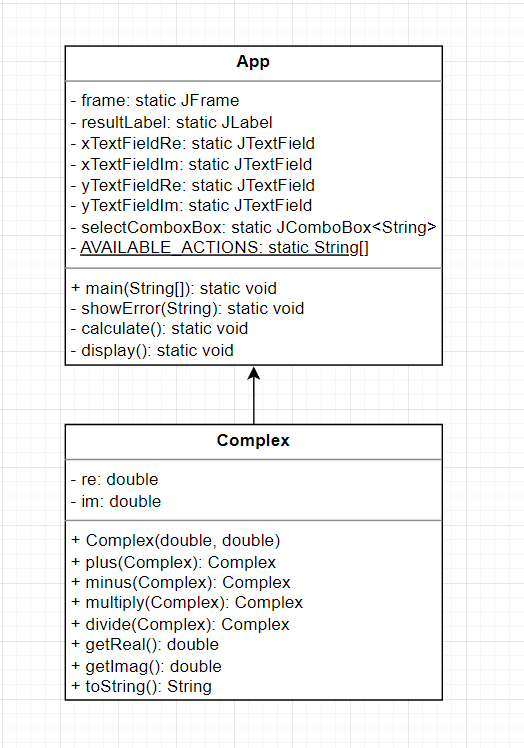 App
- frame: static JFrame
- resultLabel: static JLabel
- xTextFieldRe: static JTextField
- xTextFieldIm: static JTextField
- yTextFieldRe: static JTextField
- yTextFieldIm: static JTextField
- selectComboxBox: static JComboBox<String>
- AVAILABLE_ACTIONS: static String[]
+ main(String[]): static void
- showError(String): static void
- calculate(): static void
- display(): static void
Complex
- re: double
- im: double
+ Complex(double, double)
+ plus(Complex): Complex
+ minus(Complex): Complex
+ multiply(Complex): Complex
+ divide(Complex): Complex
+ getReal(): double
+ getImag(): double
+ toString(): String